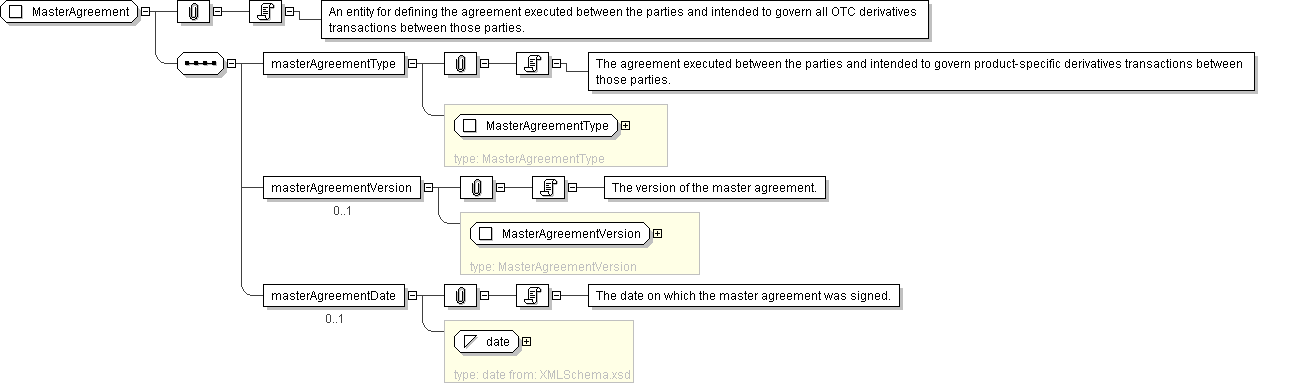 MasterAgreement
An entity for defining the agreement executed between the parties and intended to govern all OTC derivatives
transactions between those parties.
masterAgreementType
The agreement executed between the parties and intended to govern product-specific derivatives transactions between
those parties.
MasterAgreementType
type: MasterAgreementType
masterAgreementVersion
The version of the master agreement.
0..1
MasterAgreementVersion
type: MasterAgreementVersion
masterAgreementDate
The date on which the master agreement was signed.
0..1
date
type: date from: XMLSchema.xsd